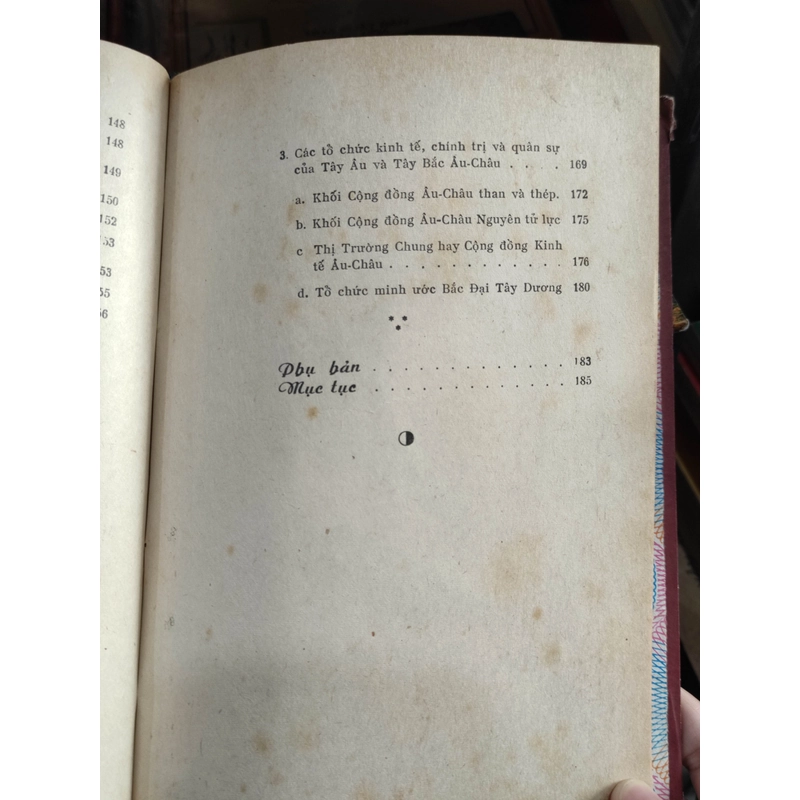 148
148
149
150
152
53
53
55
56
3. Các tổ chức kinh tế, chính trị và quân sự
của Tây Âu và Tây Bắc Âu-Châu . . . . 169
a. Khối Cộng đồng Âu-Châu than và thép. 172
b. Khối Cộng đồng Âu-Châu Nguyên tử lực 175
c Thị Trường Chung hay Cộng đồng Kinh
tế Âu-Châu . . . . . . . . . . . . 176
d. Tổ chức minh ước Bắc Đại Tây Dương 180
Phụ bản . . . . . . . . . . . . . 183
Mục tục . . . . . . . . . . . . . 185